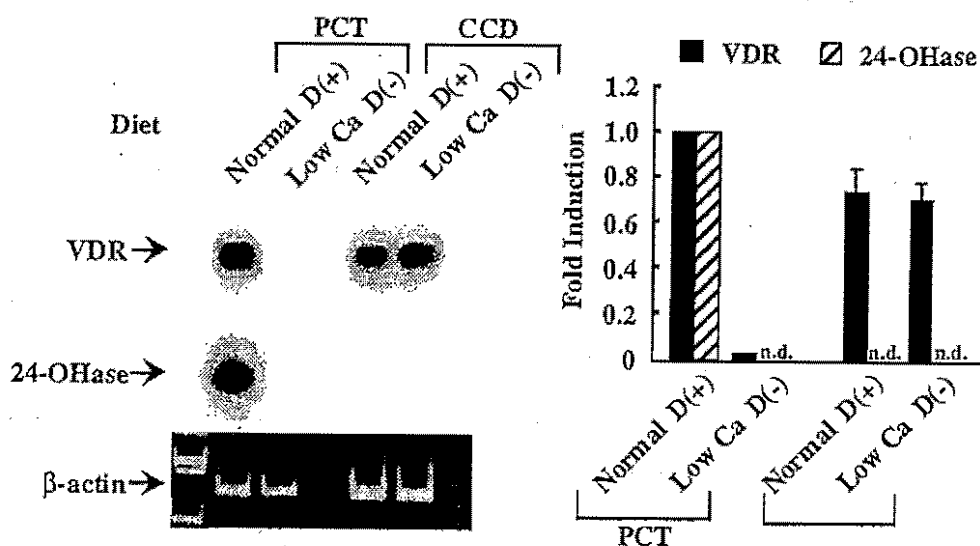 PCT CCD
Diet
Normal D(+)
Low Ca D(-)
Normal D(+)
Low Ca D(-)
VDR
24-OHase
β-actin
VDR 24-OHase
Fold Induction
1.2
1.0
0.8
0.6
0.4
0.2
0
n.d.
n.d.
n.d.
Normal D(+)
Low Ca D(-)
Normal D(+)
Low Ca D(-)
PCT